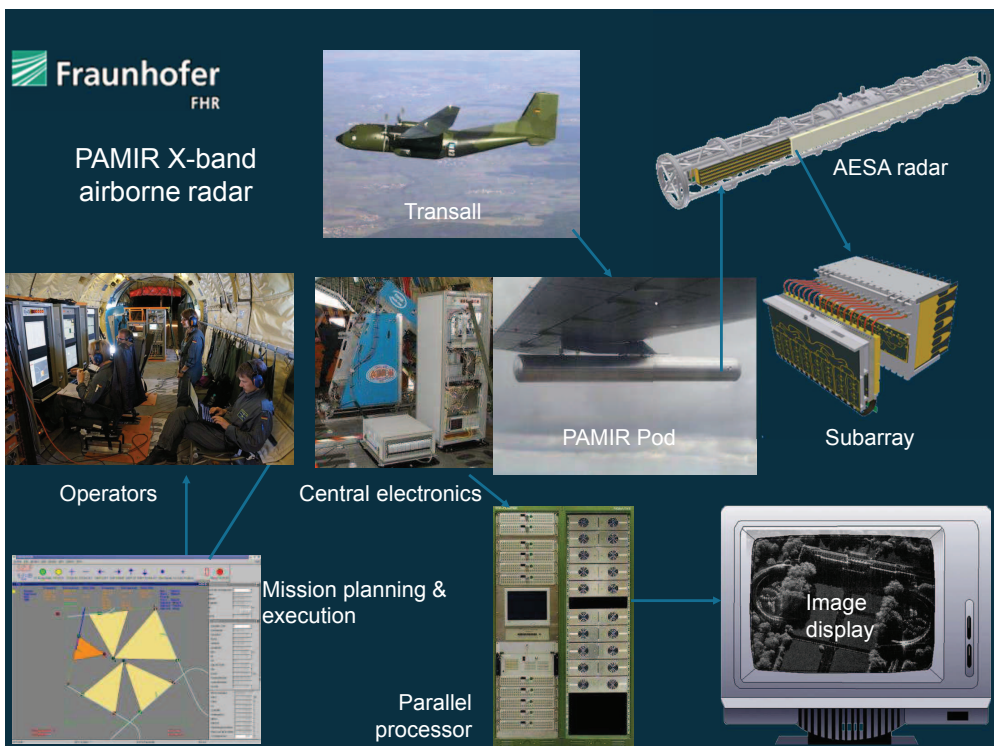 Fraunhofer
FHR
PAMIR X-band
airborne radar
Transall
AESA radar
PAMIR Pod
Subarray
Operators
Central electronics
Mission planning &
execution
Image
display
Parallel
processor